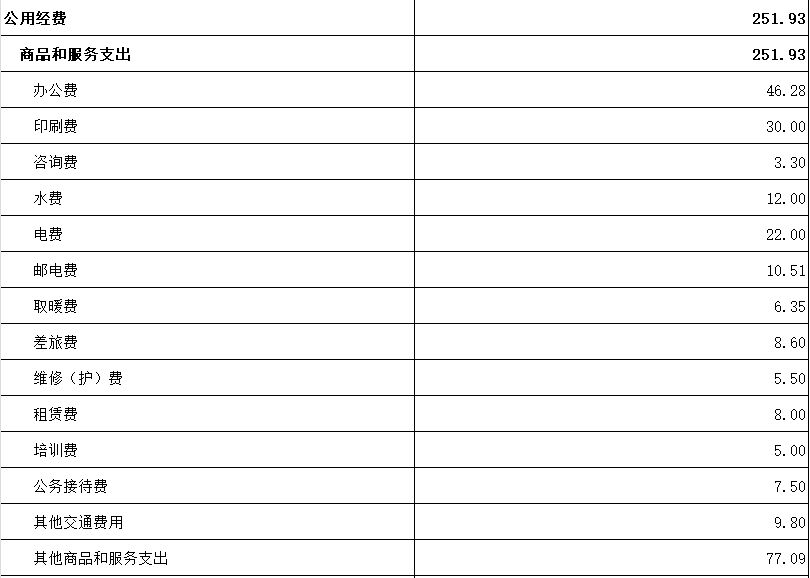 公用经费 251.93
商品和服务支出 251.93
办公费 46.28
印刷费 30.00
咨询费 3.30
水费 12.00
电费 22.00
邮电费 10.51
取暖费 6.35
差旅费 8.60
维修（护）费 5.50
租赁费 8.00
培训费 5.00
公务接待费 7.50
其他交通费用 9.80
其他商品和服务支出 77.09